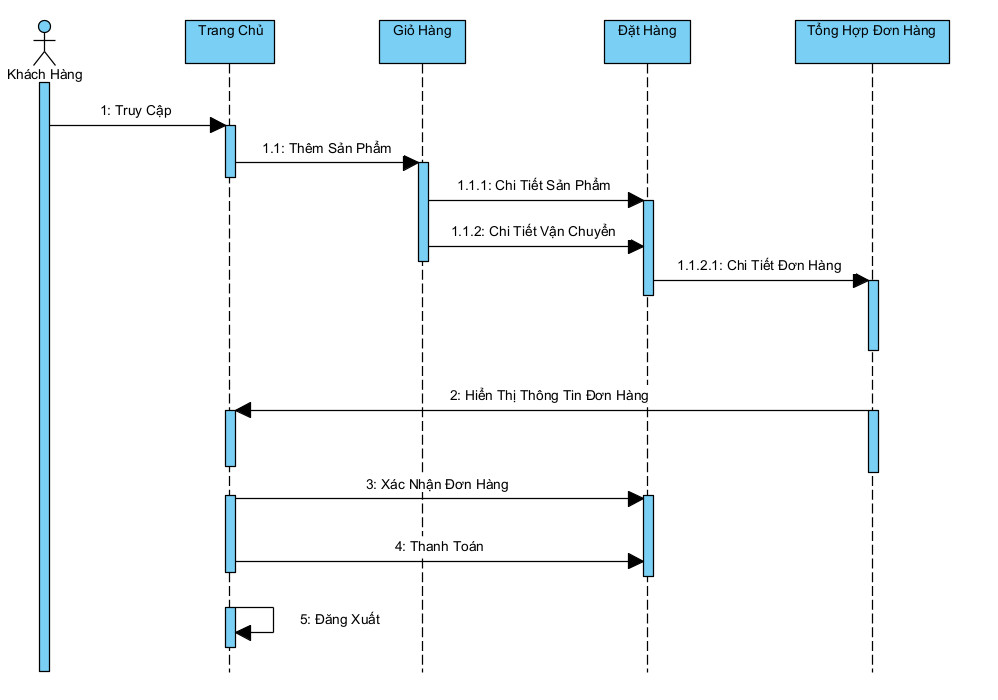 Trang Chủ
Giỏ Hàng
Đặt Hàng
Tổng Hợp Đơn Hàng
Khách Hàng
1: Truy Cập
1.1: Thêm Sản Phẩm
1.1.1: Chi Tiết Sản Phẩm
1.1.2: Chi Tiết Vận Chuyển
1.1.2.1: Chi Tiết Đơn Hàng
2: Hiển Thị Thông Tin Đơn Hàng
3: Xác Nhận Đơn Hàng
4: Thanh Toán
5: Đăng Xuất